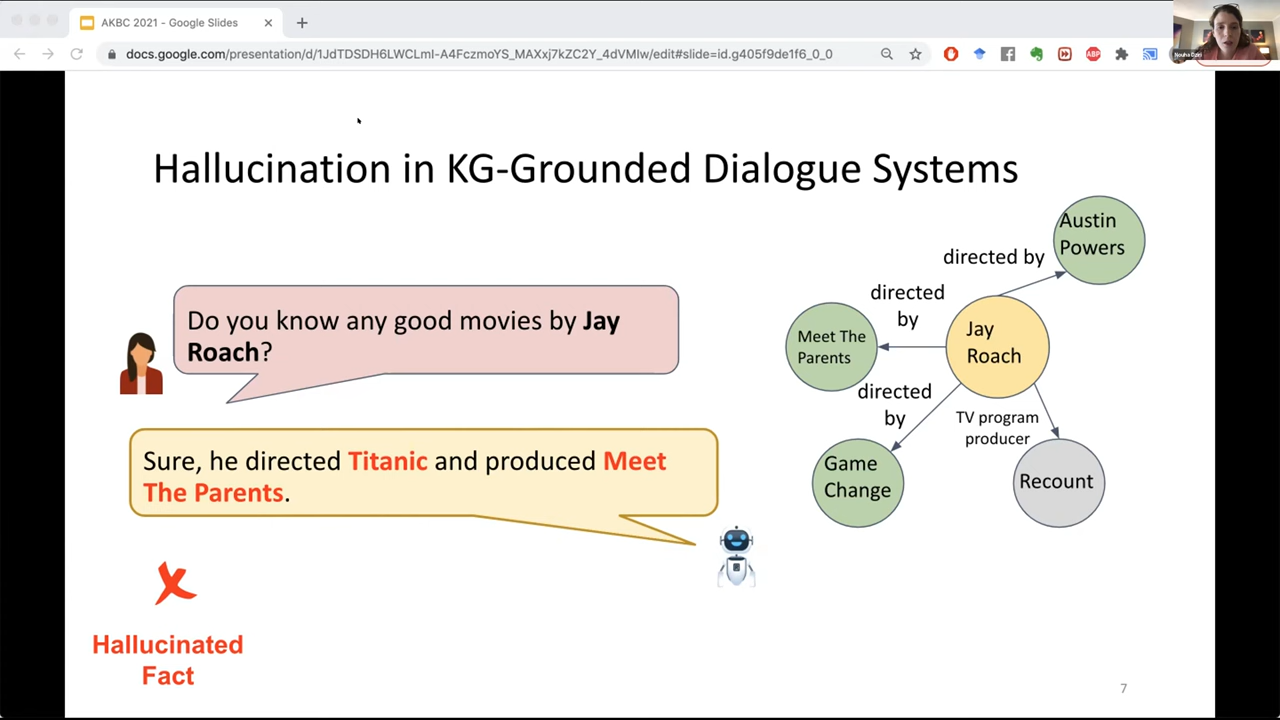 AKBC 2021 - Google Slides
docs.google.com/presentation/d/1JdTDSDH6LWCLmI-A4FczmoYS_MAXxj7kZC2Y_4dVMIw/edit#slide=id.g405f9de1f6_0_0
ABP
Hallucination in KG-Grounded Dialogue Systems
Do you know any good movies by Jay
Roach?
Sure, he directed Titanic and produced Meet
The Parents.
Hallucinated
Fact
Austin
Powers
directed by
directed
by
Meet The
Parents
Jay
Roach
directed
by
TV program
producer
Game
Change
Recount
7